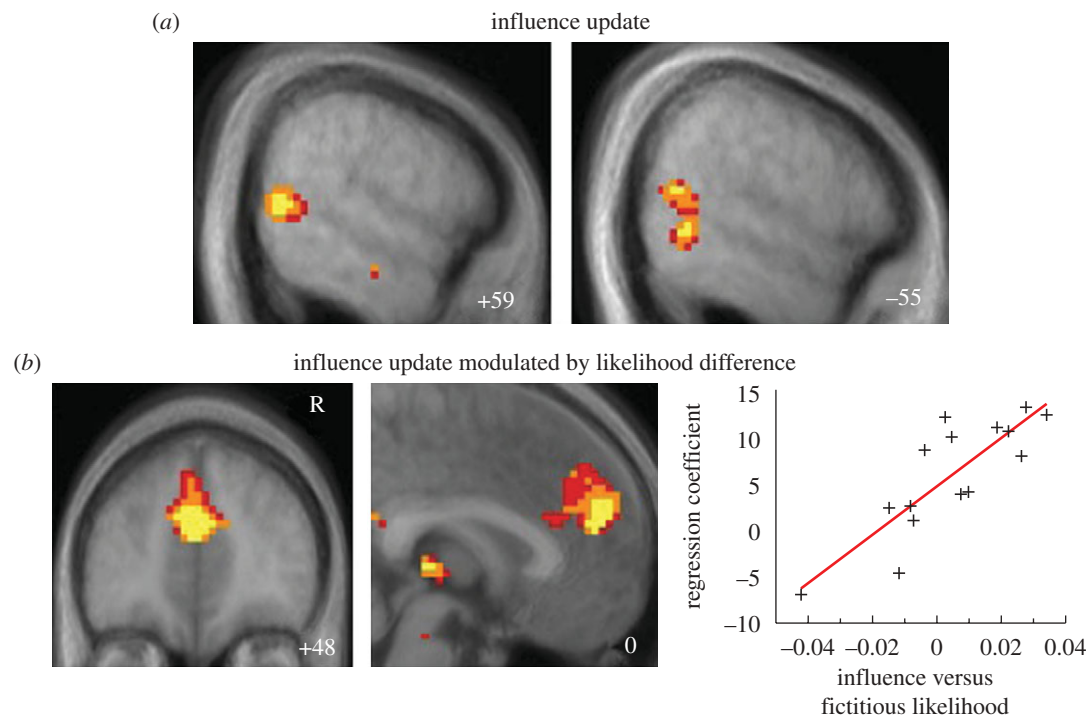 (a) influence update
+59
−55
(b) influence update modulated by likelihood difference
R
+48
0
regression coefficient
15
10
5
0
−5
−10
−0.04 −0.02 0 0.02 0.04
influence versus
fictitious likelihood